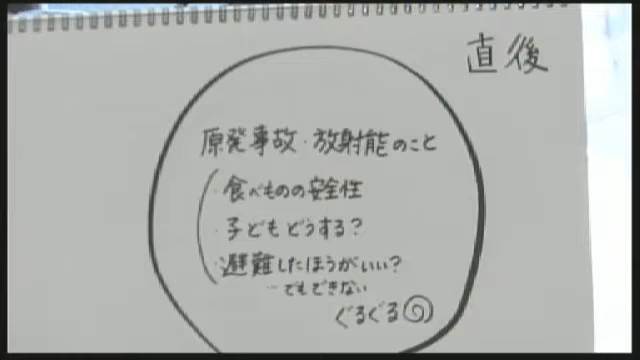 直後
原発事故・放射能のこと
・食べものの安全性
・子どもどうする?
・避難したほうがいい?
…でもできない
ぐるぐる